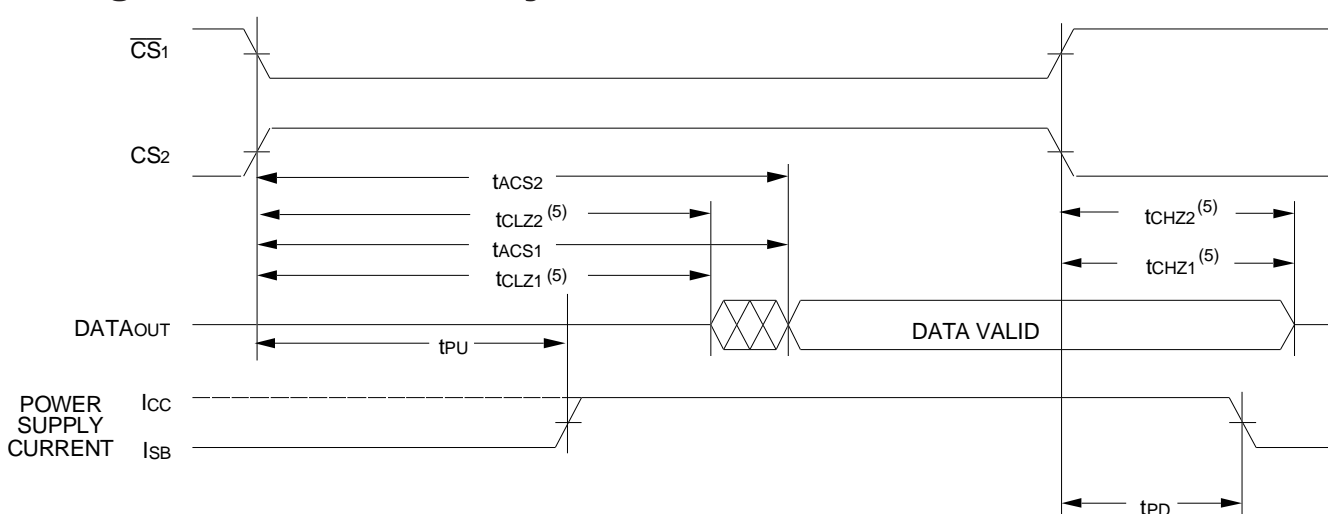 CS1
CS2
tACS2
tCLZ2 (5)
tCHZ2 (5)
tACS1
tCLZ1 (5)
tCHZ1 (5)
DATAOUT
DATA VALID
tPU
POWER
SUPPLY
CURRENT
ICC
ISB
tPD